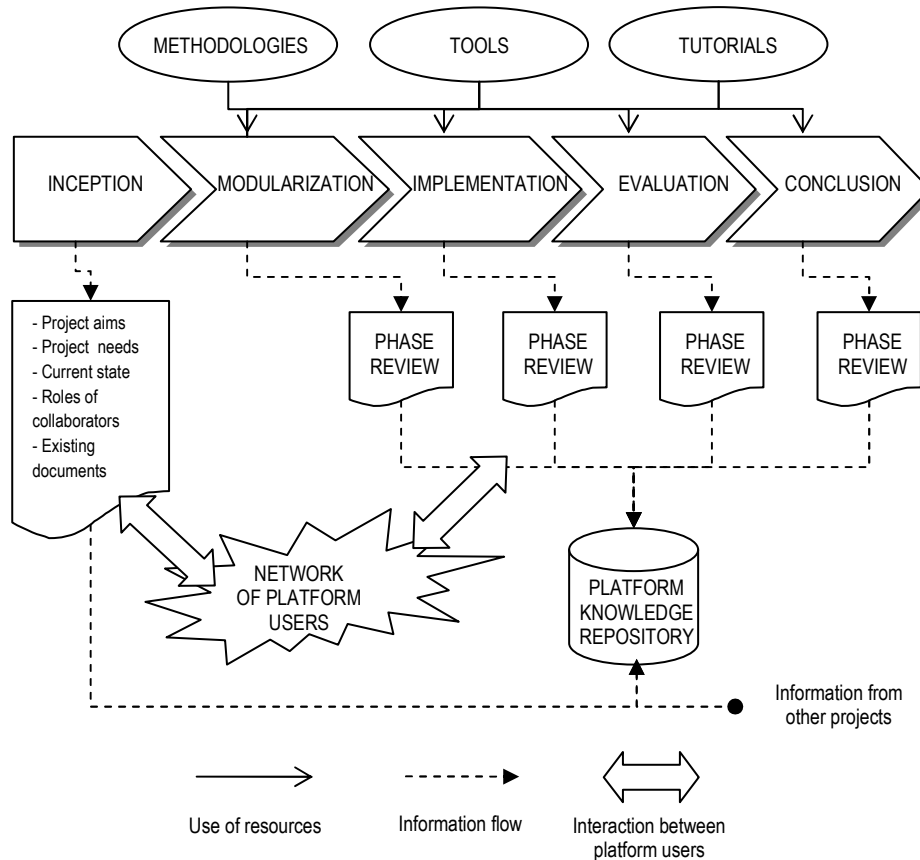 METHODOLOGIES
TOOLS
TUTORIALS
INCEPTION
MODULARIZATION
IMPLEMENTATION
EVALUATION
CONCLUSION
- Project aims
- Project needs
- Current state
- Roles of
collaborators
- Existing
documents
PHASE
REVIEW
PHASE
REVIEW
PHASE
REVIEW
PHASE
REVIEW
NETWORK
OF PLATFORM
USERS
PLATFORM
KNOWLEDGE
REPOSITORY
Information from
other projects
Use of resources
Information flow
Interaction between
platform users